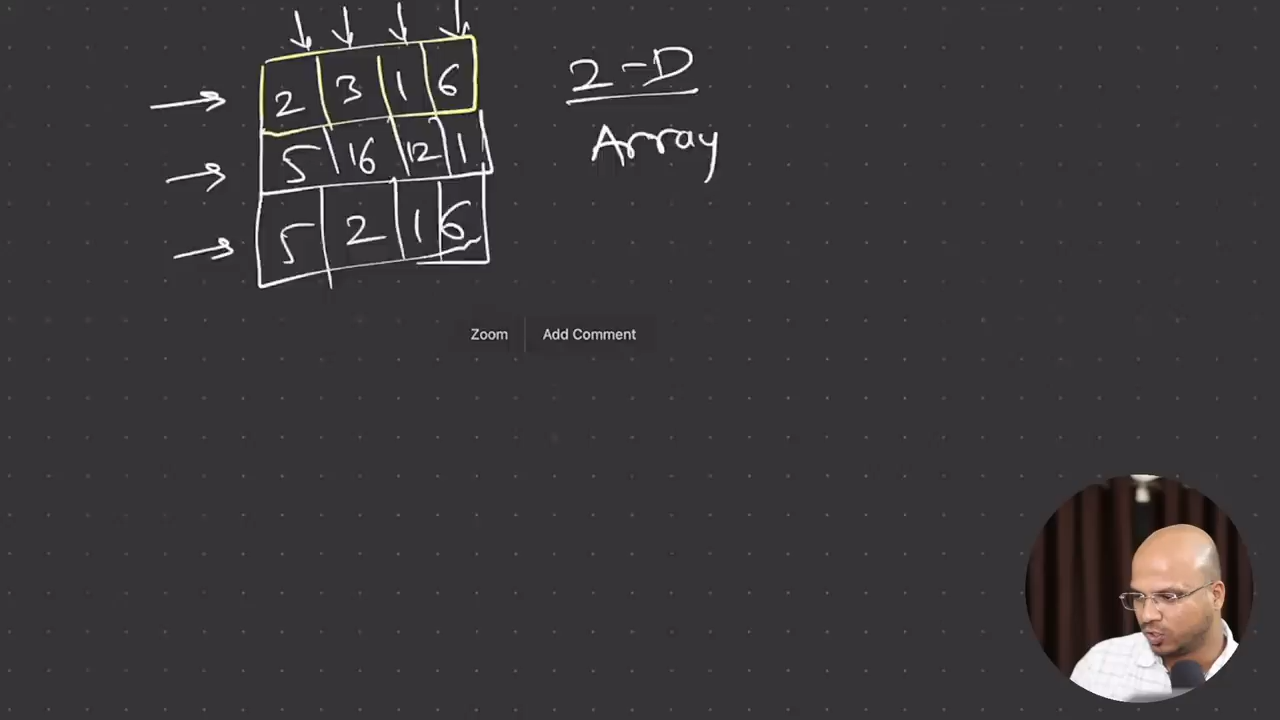 2 3 1 6
5 16 12 1
5 2 1 6
2-D
Array
Zoom Add Comment